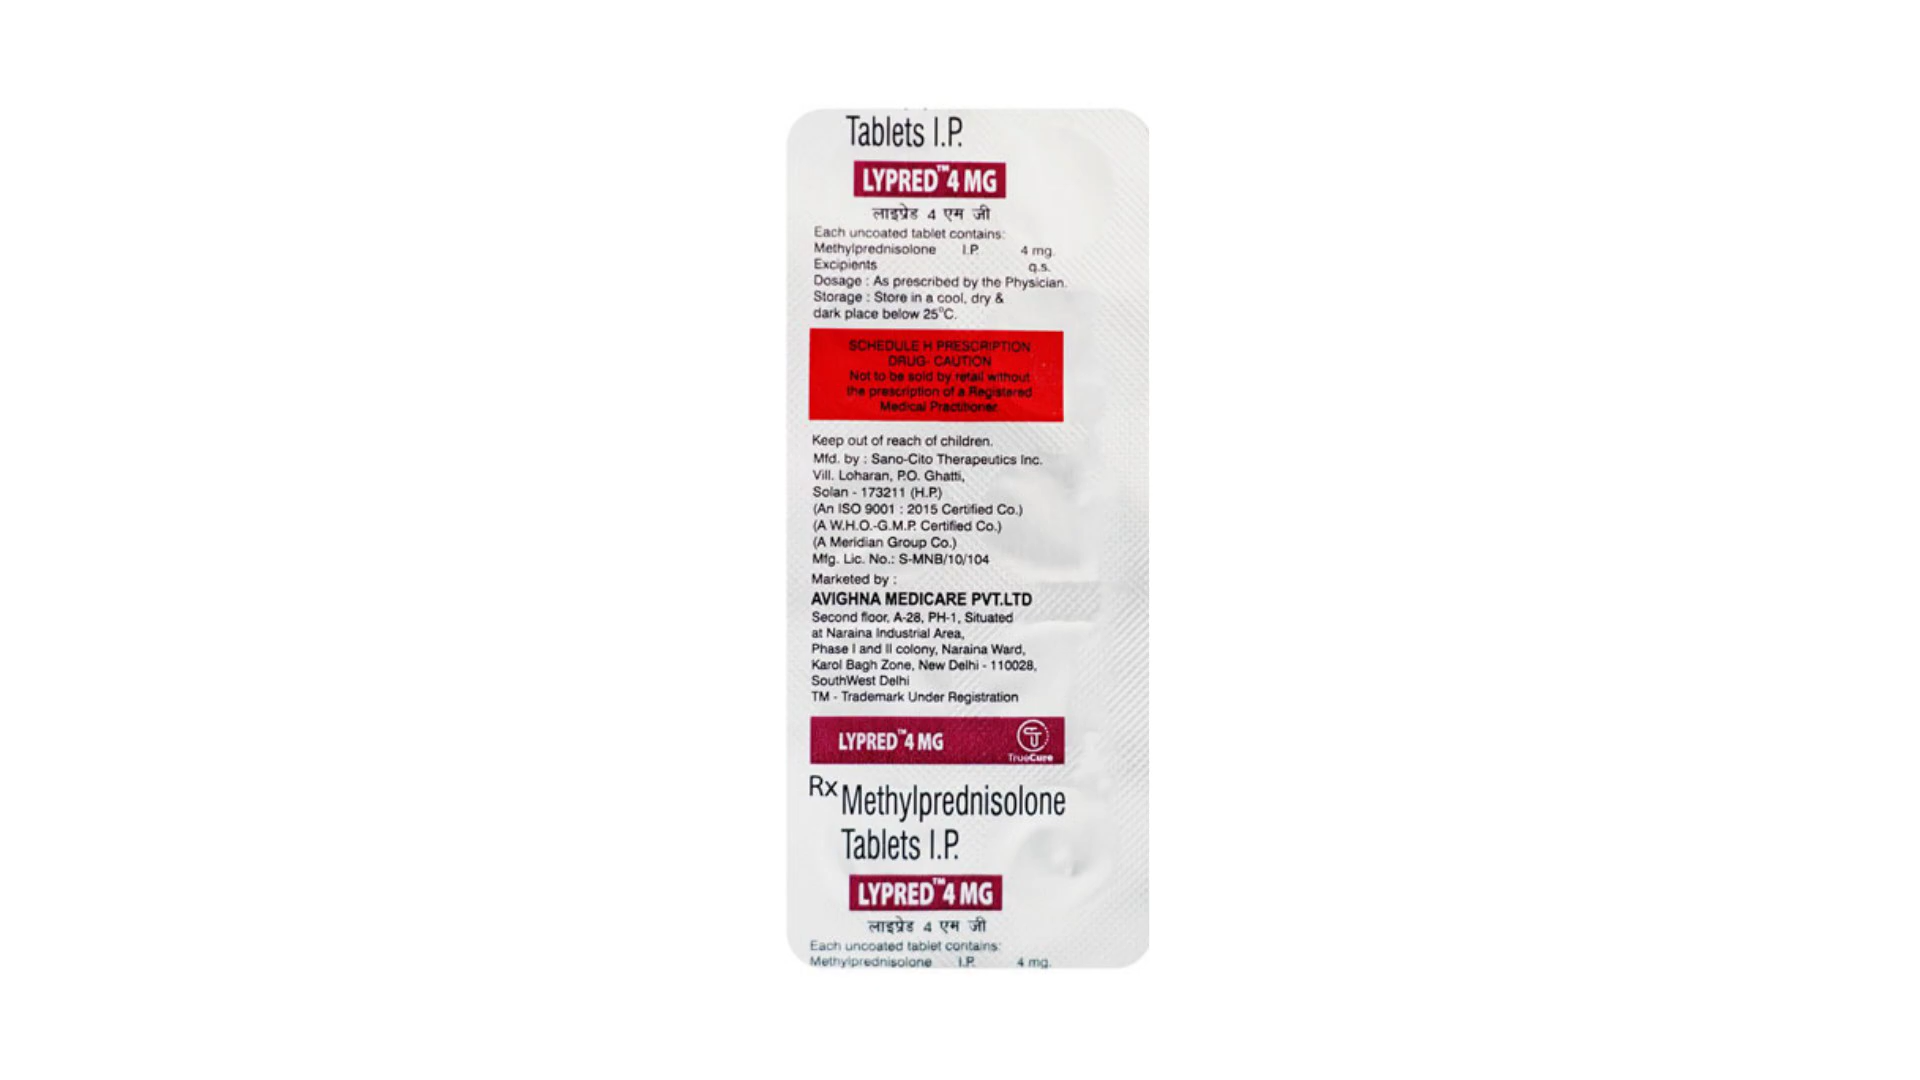 Tablets I.P.
LYPRED™ 4 MG
लाइप्रेड 4 एम जी
Each uncoated tablet contains:
Methylprednisolone I.P. 4 mg.
Excipients q.s.
Dosage : As prescribed by the Physician.
Storage : Store in a cool, dry &
dark place below 25°C.
SCHEDULE H PRESCRIPTION
DRUG- CAUTION
Not to be sold by retail without
the prescription of a Registered
Medical Practitioner.
Keep out of reach of children.
Mfd. by : Sano-Cito Therapeutics Inc.
Vill. Loharan, P.O. Ghatti,
Solan - 173211 (H.P.)
(An ISO 9001 : 2015 Certified Co.)
(A W.H.O.-G.M.P. Certified Co.)
(A Meridian Group Co.)
Mfg. Lic. No.: S-MNB/10/104
Marketed by :
AVIGHNA MEDICARE PVT.LTD
Second floor, A-28, PH-1, Situated
at Naraina Industrial Area,
Phase I and II colony, Naraina Ward,
Karol Bagh Zone, New Delhi - 110028,
SouthWest Delhi
TM - Trademark Under Registration
LYPRED™ 4 MG
TrueCure
Rx Methylprednisolone
Tablets I.P.
LYPRED™ 4 MG
लाइप्रेड 4 एम जी
Each uncoated tablet contains:
Methylprednisolone I.P. 4 mg.